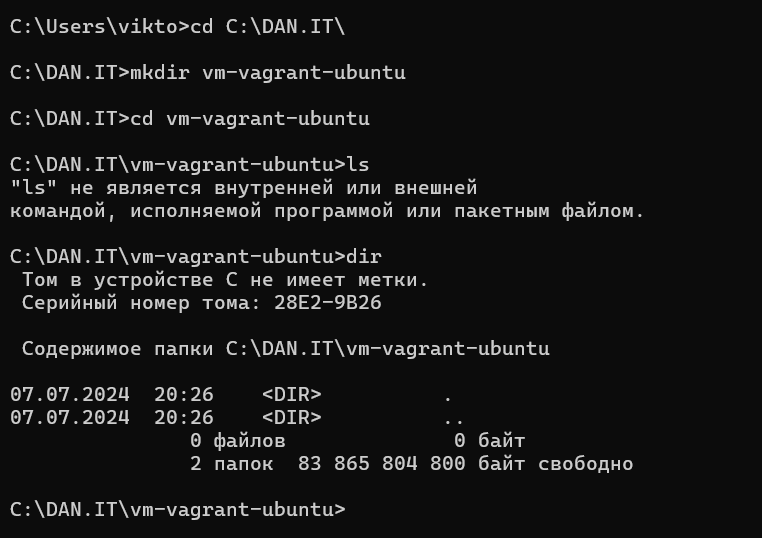 C:\Users\vikto>cd C:\DAN.IT\
C:\DAN.IT>mkdir vm-vagrant-ubuntu
C:\DAN.IT>cd vm-vagrant-ubuntu
C:\DAN.IT\vm-vagrant-ubuntu>ls
"ls" не является внутренней или внешней
командой, исполняемой программой или пакетным файлом.
C:\DAN.IT\vm-vagrant-ubuntu>dir
Том в устройстве C не имеет метки.
Серийный номер тома: 28E2-9B26
Содержимое папки C:\DAN.IT\vm-vagrant-ubuntu
07.07.2024  20:26    <DIR>          .
07.07.2024  20:26    <DIR>          ..
0 файлов              0 байт
2 папок  83 865 804 800 байт свободно
C:\DAN.IT\vm-vagrant-ubuntu>